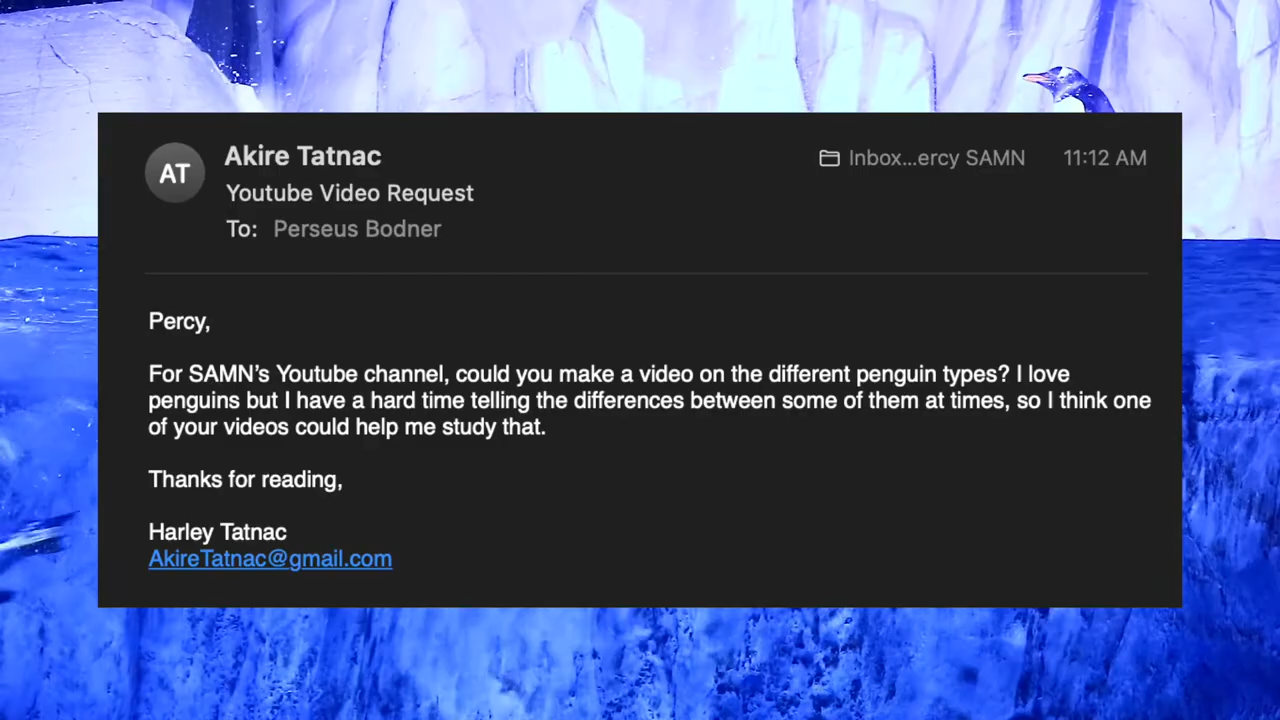 AT
Akire Tatnac
Inbox...ercy SAMN
11:12 AM
Youtube Video Request
To: Perseus Bodner
Percy,
For SAMN’s Youtube channel, could you make a video on the different penguin types? I love
penguins but I have a hard time telling the differences between some of them at times, so I think one
of your videos could help me study that.
Thanks for reading,
Harley Tatnac
AkireTatnac@gmail.com